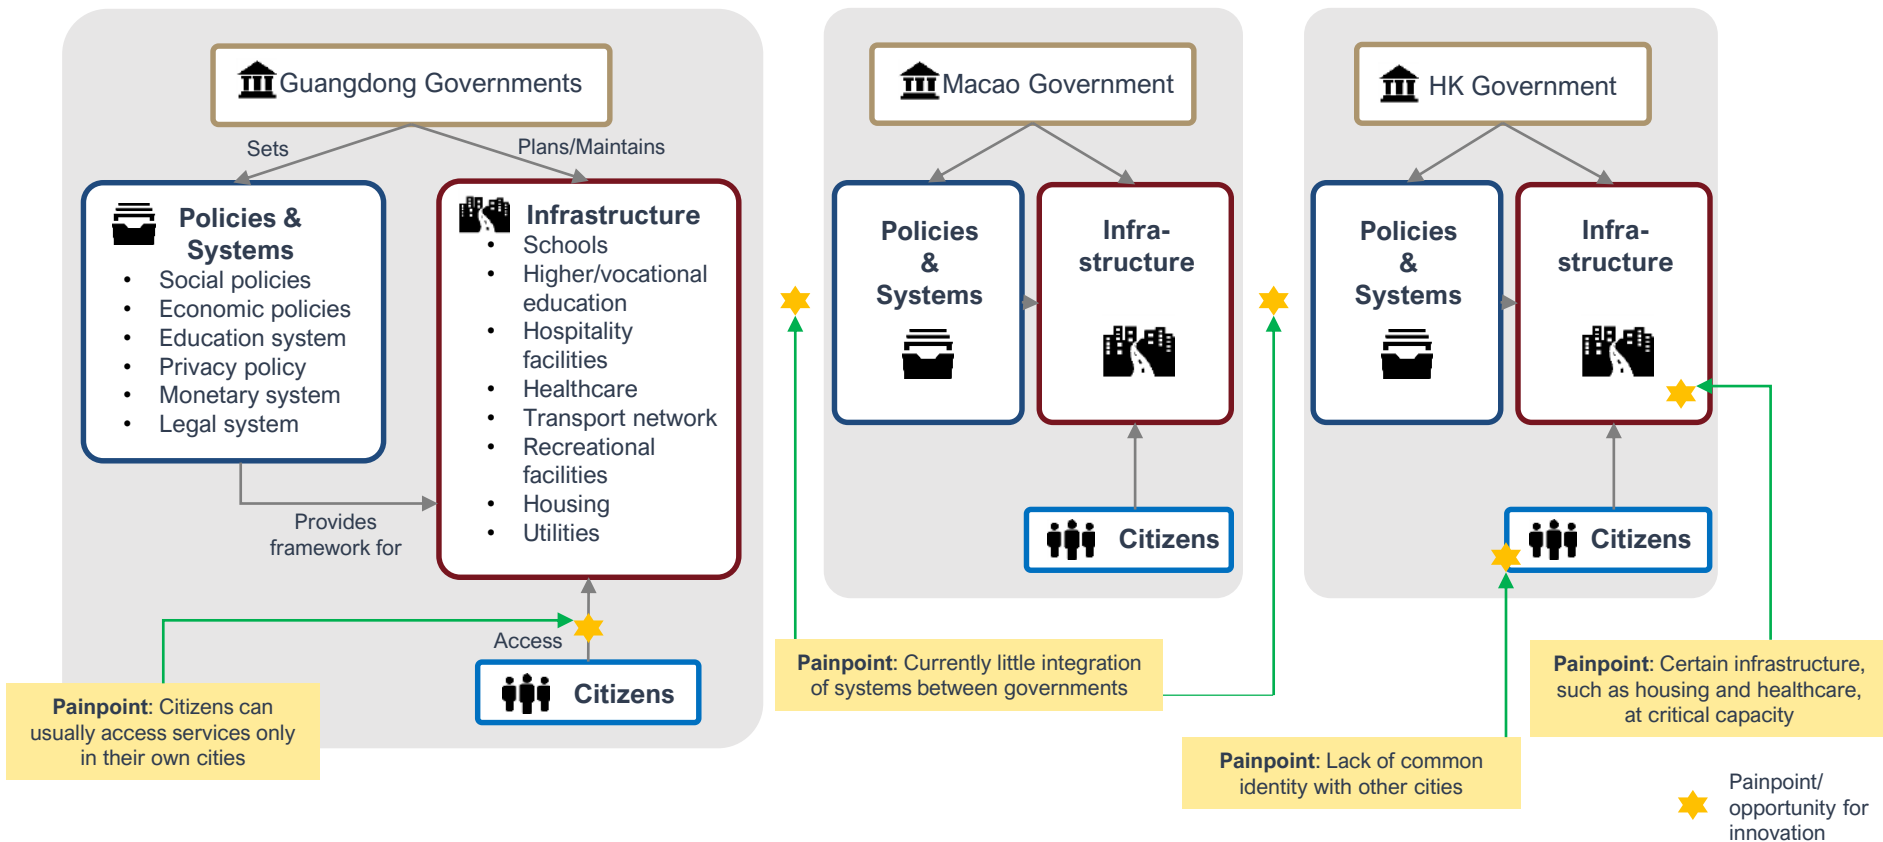 Guangdong Governments
Sets
Plans/Maintains
Policies &
Systems
• Social policies
• Economic policies
• Education system
• Privacy policy
• Monetary system
• Legal system
Infrastructure
• Schools
• Higher/vocational
education
• Hospitality
facilities
• Healthcare
• Transport network
• Recreational
facilities
• Housing
• Utilities
Provides
framework for
Access
Citizens
Painpoint: Citizens can
usually access services only
in their own cities
Macao Government
Policies
&
Systems
Infra-
structure
Citizens
Painpoint: Currently little integration
of systems between governments
HK Government
Policies
&
Systems
Infra-
structure
Citizens
Painpoint: Lack of common
identity with other cities
Painpoint: Certain infrastructure,
such as housing and healthcare,
at critical capacity
Painpoint/
opportunity for
innovation